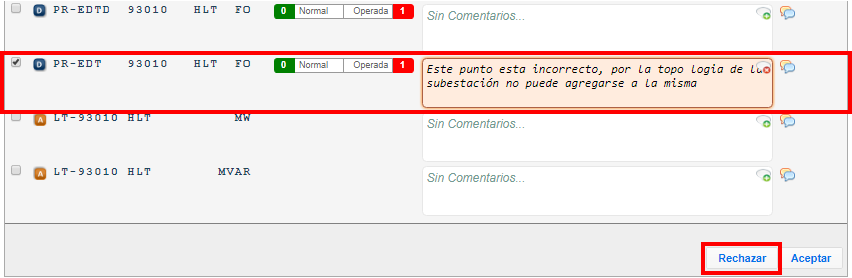 D PR-EDTD 93010 HLT FO 0 Normal Operada 1 Sin Comentarios...
D PR-EDT 93010 HLT FO 0 Normal Operada 1 Este punto esta incorrecto, por la topo logia de la
subestación no puede agregarse a la misma
A LT-93010 HLT MW Sin Comentarios...
A LT-93010 HLT MVAR Sin Comentarios...
Rechazar Aceptar